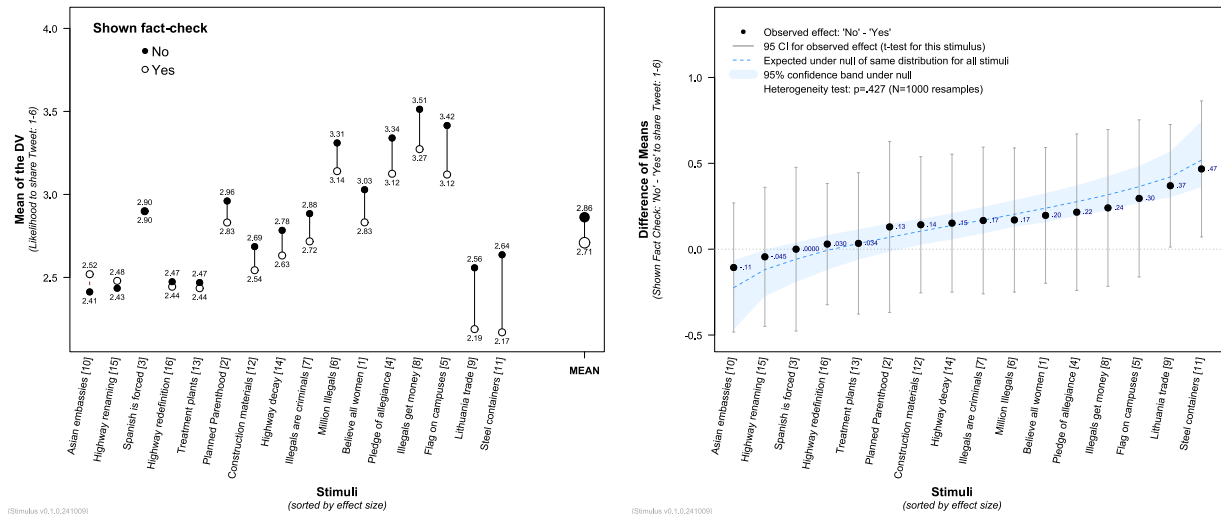 Shown fact-check
No
Yes
Mean of the DV
(Likelihood to share Tweet: 1-6)
4.0
3.5
3.0
2.5
2.52
2.41
2.48
2.43
2.90
2.90
2.47
2.44
2.47
2.44
2.96
2.83
2.69
2.54
2.78
2.63
2.88
2.72
3.31
3.14
3.03
2.83
3.34
3.12
3.51
3.27
3.42
3.12
2.56
2.19
2.64
2.17
2.86
2.71
Asian embassies [10]
Highway renaming [15]
Spanish is forced [3]
Highway redefinition [16]
Treatment plants [13]
Planned Parenthood [2]
Construction materials [12]
Highway decay [14]
Illegals are criminals [7]
Million Illegals [6]
Believe all women [1]
Pledge of allegiance [4]
Illegals get money [8]
Flag on campuses [5]
Lithuania trade [9]
Steel containers [11]
MEAN
Stimuli
(sorted by effect size)
(Stimulus v0.1.0.241009)
Observed effect: 'No' - 'Yes'
95 CI for observed effect (t-test for this stimulus)
Expected under null of same distribution for all stimuli
95% confidence band under null
Heterogeneity test: p=.427 (N=1000 resamples)
Difference of Means
(Shown Fact Check: 'No' - 'Yes' to share Tweet: 1-6)
1.0
0.5
0.0
-0.5
-.11
-.045
.0000
.030
.034
.13
.14
.15
.17
.17
.20
.22
.24
.30
.37
.47
Asian embassies [10]
Highway renaming [15]
Spanish is forced [3]
Highway redefinition [16]
Treatment plants [13]
Planned Parenthood [2]
Construction materials [12]
Highway decay [14]
Illegals are criminals [7]
Million Illegals [6]
Believe all women [1]
Pledge of allegiance [4]
Illegals get money [8]
Flag on campuses [5]
Lithuania trade [9]
Steel containers [11]
Stimuli
(sorted by effect size)
(Stimulus v0.1.0.241009)